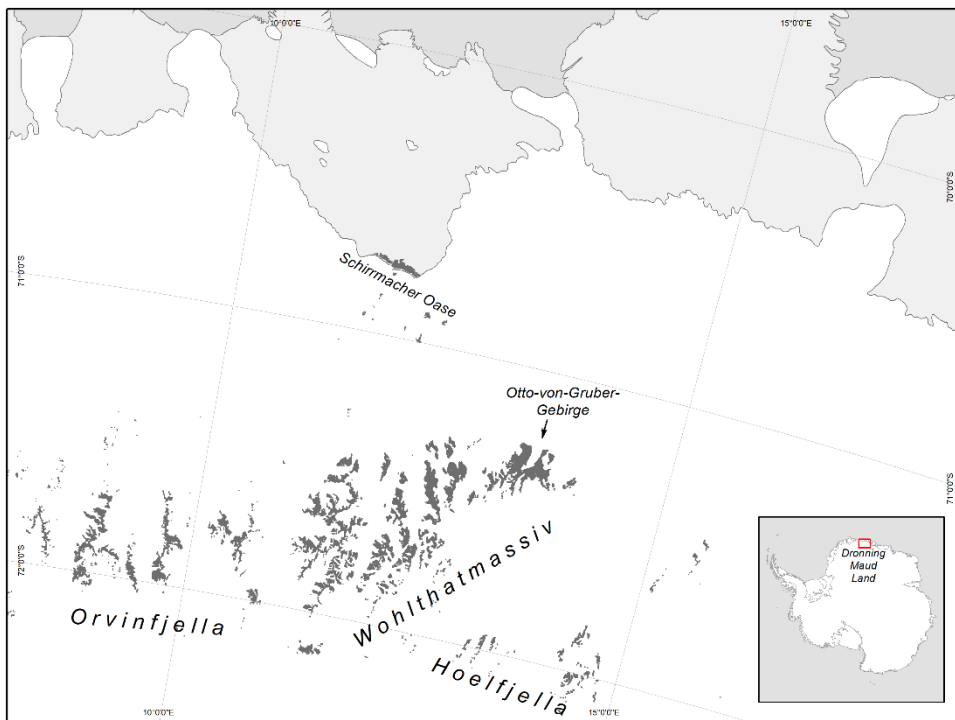 10°0'0"E
15°0'0"E
70°0'0"S
71°0'0"S
Schirrmacher Oase
Otto-von-Gruber-
Gebirge
71°0'0"S
72°0'0"S
Wohlthatmassiv
Dronning
Maud
Land
Orvinfjella
Hoelfjella
10°0'0"E
15°0'0"E